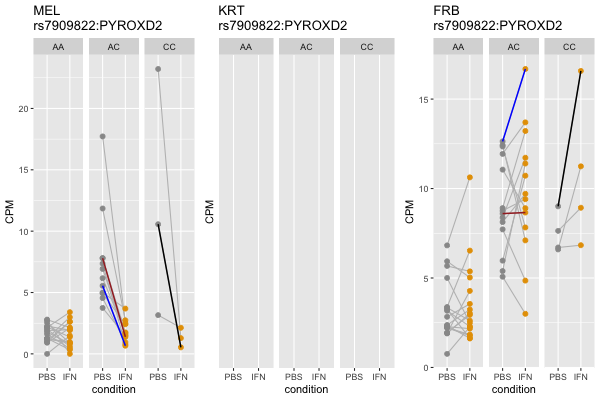 MEL
rs7909822:PYROXD2
AA
AC
CC
CPM
20
15
10
5
0
PBS IFN
PBS IFN
PBS IFN
condition
KRT
rs7909822:PYROXD2
AA
AC
CC
CPM
PBS IFN
PBS IFN
PBS IFN
condition
FRB
rs7909822:PYROXD2
AA
AC
CC
CPM
15
10
5
0
PBS IFN
PBS IFN
PBS IFN
condition